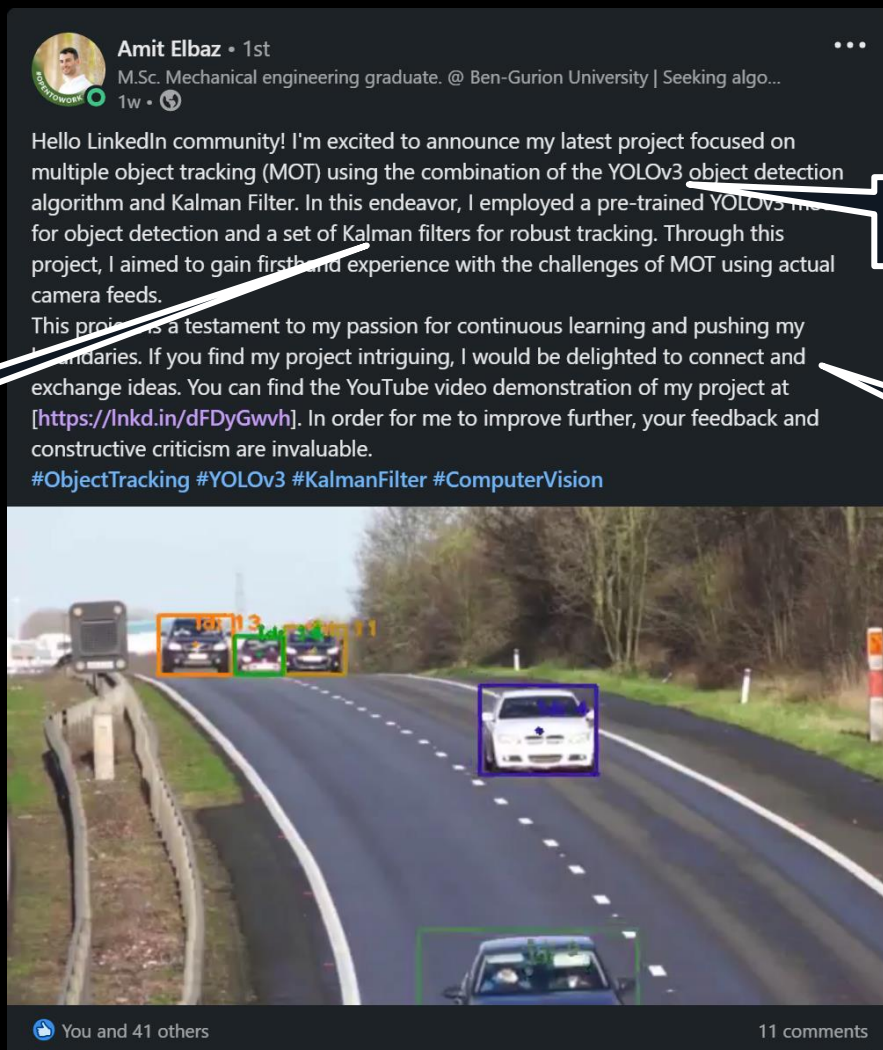 Amit Elbaz • 1st
M.Sc. Mechanical engineering graduate. @ Ben-Gurion University | Seeking algo...
1w •
#OPENTOWORK
Hello LinkedIn community! I'm excited to announce my latest project focused on
multiple object tracking (MOT) using the combination of the YOLOv3 object detection
algorithm and Kalman Filter. In this endeavor, I employed a pre-trained YOLOv3
for object detection and a set of Kalman filters for robust tracking. Through this
project, I aimed to gain firsthand experience with the challenges of MOT using actual
camera feeds.
This project is a testament to my passion for continuous learning and pushing my
boundaries. If you find my project intriguing, I would be delighted to connect and
exchange ideas. You can find the YouTube video demonstration of my project at
[https://lnkd.in/dFDyGwvh]. In order for me to improve further, your feedback and
constructive criticism are invaluable.
#ObjectTracking #YOLOv3 #KalmanFilter #ComputerVision
You and 41 others
11 comments